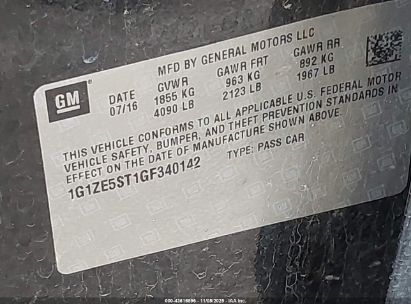 MFD BY GENERAL MOTORS LLC
GM
DATE GVWR GAWR FRT GAWR RR
07/16 1855 KG 963 KG 892 KG
4090 LB 2123 LB 1967 LB
THIS VEHICLE CONFORMS TO ALL APPLICABLE U.S. FEDERAL MOTOR
VEHICLE SAFETY, BUMPER, AND THEFT PREVENTION STANDARDS IN
EFFECT ON THE DATE OF MANUFACTURE SHOWN ABOVE.
1G1ZE5ST1GF340142 TYPE: PASS CAR